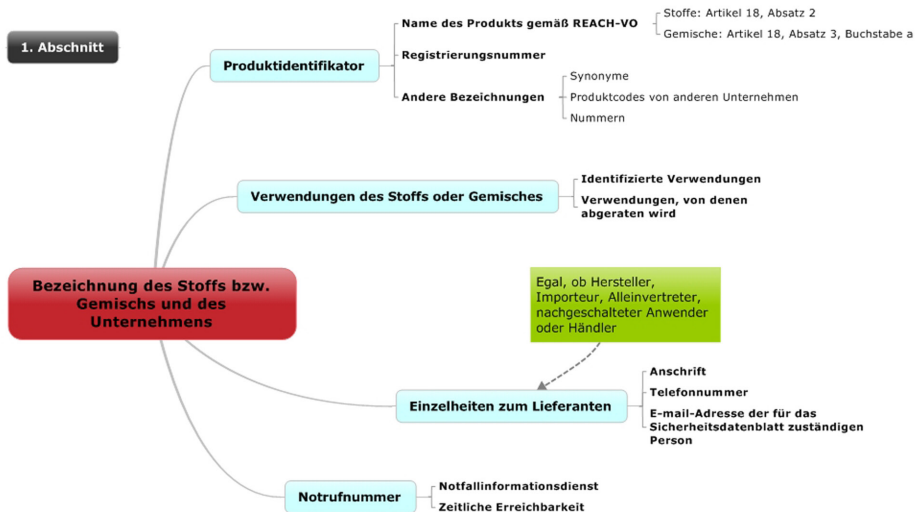 1. Abschnitt
Produktidentifikator
Name des Produkts gemäß REACH-VO
Stoffe: Artikel 18, Absatz 2
Gemische: Artikel 18, Absatz 3, Buchstabe a
Registrierungsnummer
Andere Bezeichnungen
Synonyme
Produktcodes von anderen Unternehmen
Nummern
Verwendungen des Stoffs oder Gemisches
Identifizierte Verwendungen
Verwendungen, von denen
abgeraten wird
Bezeichnung des Stoffs bzw.
Gemischs und des
Unternehmens
Egal, ob Hersteller,
Importeur, Alleinvertreter,
nachgeschalteter Anwender
oder Händler
Einzelheiten zum Lieferanten
Anschrift
Telefonnummer
E-mail-Adresse der für das
Sicherheitsdatenblatt zuständigen
Person
Notrufnummer
Notfallinformationsdienst
Zeitliche Erreichbarkeit